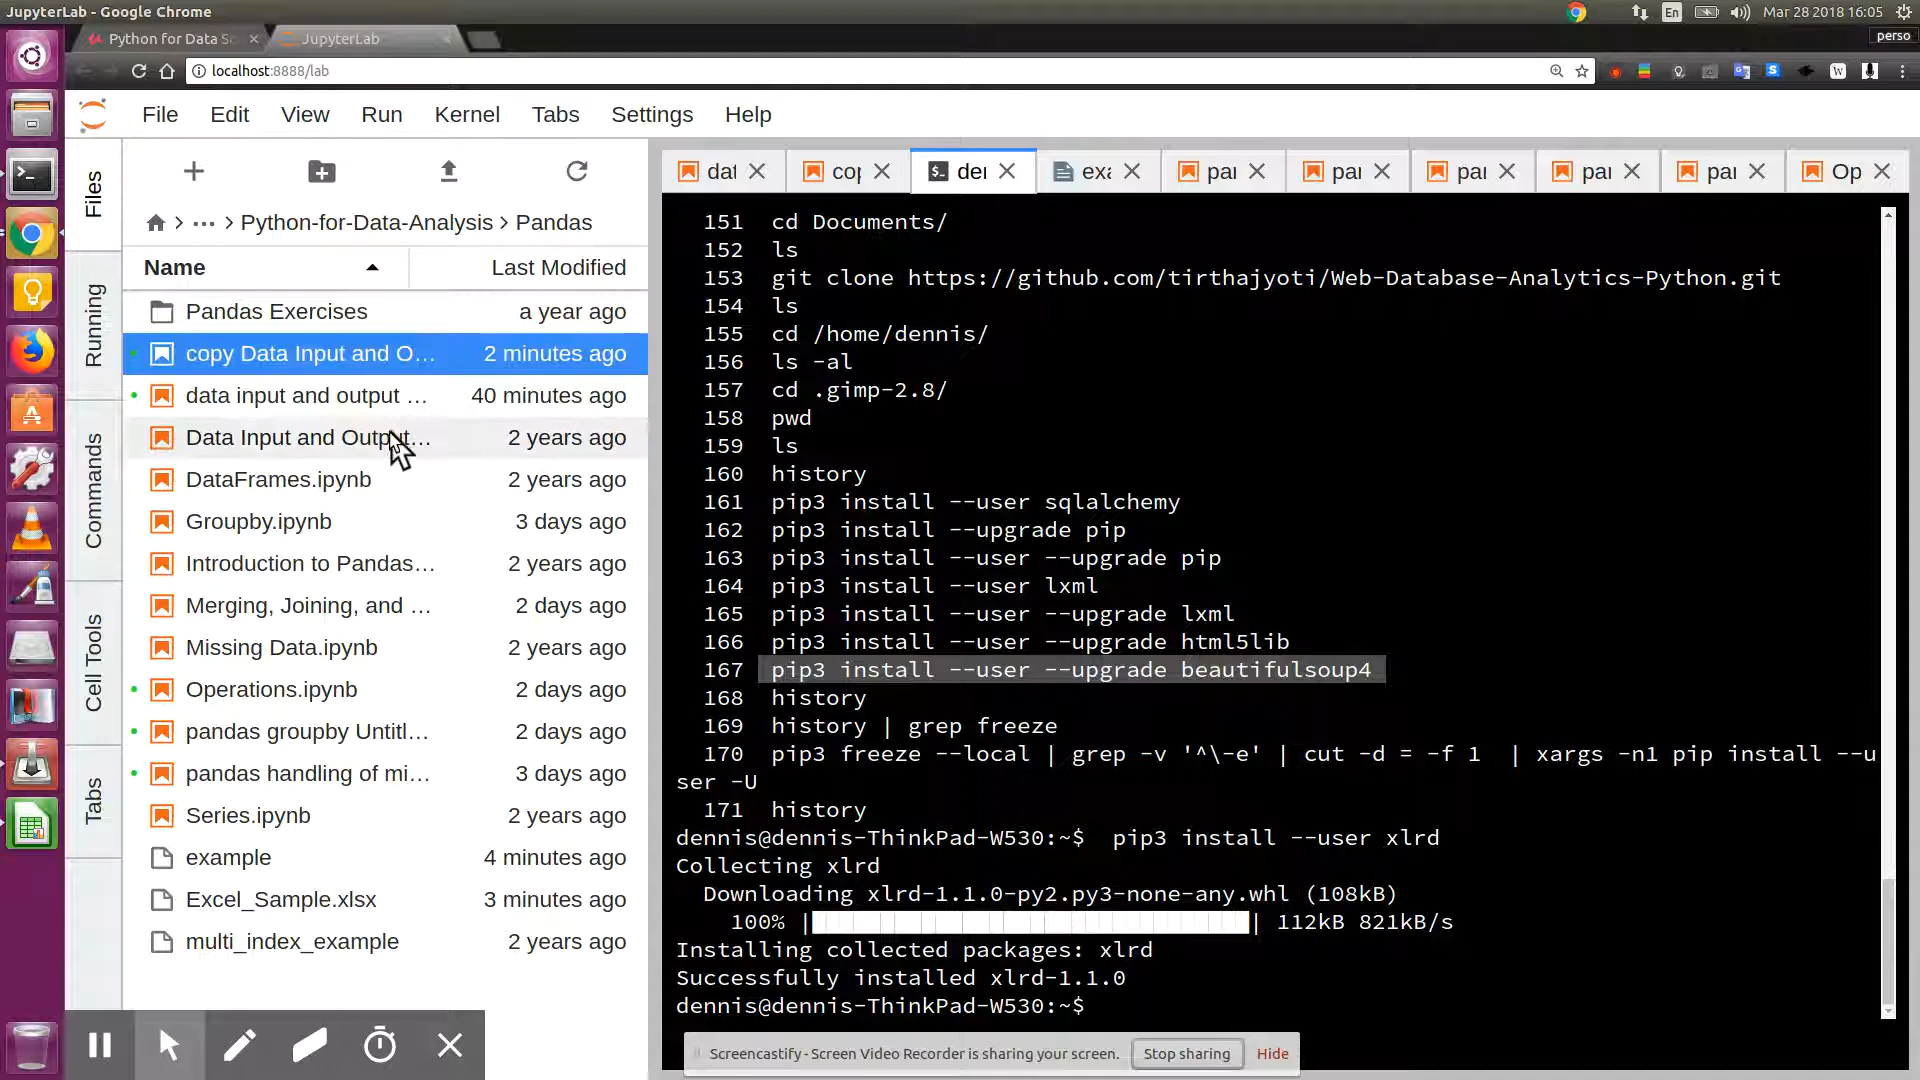 JupyterLab - Google Chrome
En
Mar 28 2018 16:05
Python for Data Sc
JupyterLab
perso
localhost:8888/lab
File
Edit
View
Run
Kernel
Tabs
Settings
Help
Files
Running
Commands
Cell Tools
Tabs
Python-for-Data-Analysis > Pandas
Name
Last Modified
Pandas Exercises a year ago
copy Data Input and O... 2 minutes ago
data input and output ... 40 minutes ago
Data Input and Output... 2 years ago
DataFrames.ipynb 2 years ago
Groupby.ipynb 3 days ago
Introduction to Pandas... 2 years ago
Merging, Joining, and ... 2 days ago
Missing Data.ipynb 2 years ago
Operations.ipynb 2 days ago
pandas groupby Untitl... 2 days ago
pandas handling of mi... 3 days ago
Series.ipynb 2 years ago
example 4 minutes ago
Excel_Sample.xlsx 3 minutes ago
multi_index_example 2 years ago
dat
cop
der
exa
par
par
par
par
par
Op
151 cd Documents/
152 ls
153 git clone https://github.com/tirthajyoti/Web-Database-Analytics-Python.git
154 ls
155 cd /home/dennis/
156 ls -al
157 cd .gimp-2.8/
158 pwd
159 ls
160 history
161 pip3 install --user sqlalchemy
162 pip3 install --upgrade pip
163 pip3 install --user --upgrade pip
164 pip3 install --user lxml
165 pip3 install --user --upgrade lxml
166 pip3 install --user --upgrade html5lib
167 pip3 install --user --upgrade beautifulsoup4
168 history
169 history | grep freeze
170 pip3 freeze --local | grep -v '^\-e' | cut -d = -f 1 | xargs -n1 pip install --u
ser -U
171 history
dennis@dennis-ThinkPad-W530:~$ pip3 install --user xlrd
Collecting xlrd
Downloading xlrd-1.1.0-py2.py3-none-any.whl (108kB)
100% | | 112kB 821kB/s
Installing collected packages: xlrd
Successfully installed xlrd-1.1.0
dennis@dennis-ThinkPad-W530:~$
Screencastify - Screen Video Recorder is sharing your screen.
Stop sharing
Hide